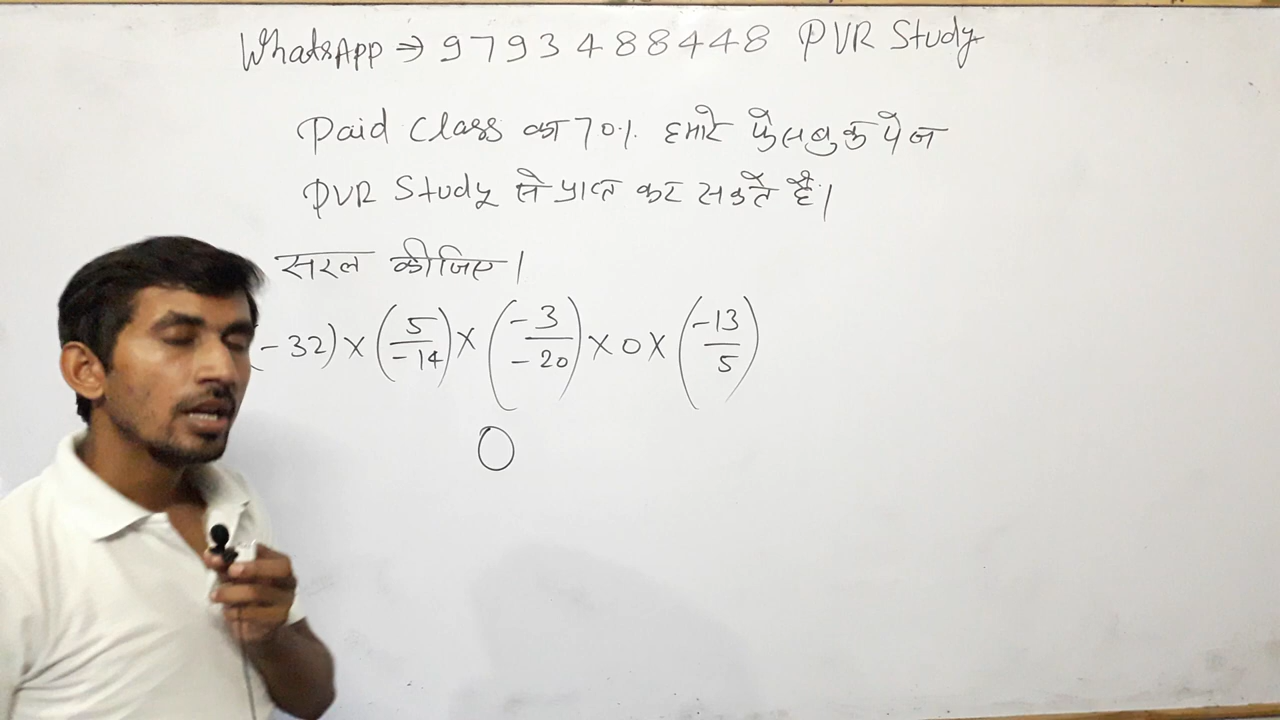 WhatsApp ⇒ 9793488448 PVR Study
Paid Class का 70% हमारे फेसबुक पेज
PVR Study से प्राप्त कर सकते है।
सरल कीजिए।
(-32) × (5/-14) × (-3/-20) × 0 × (-13/5)
0